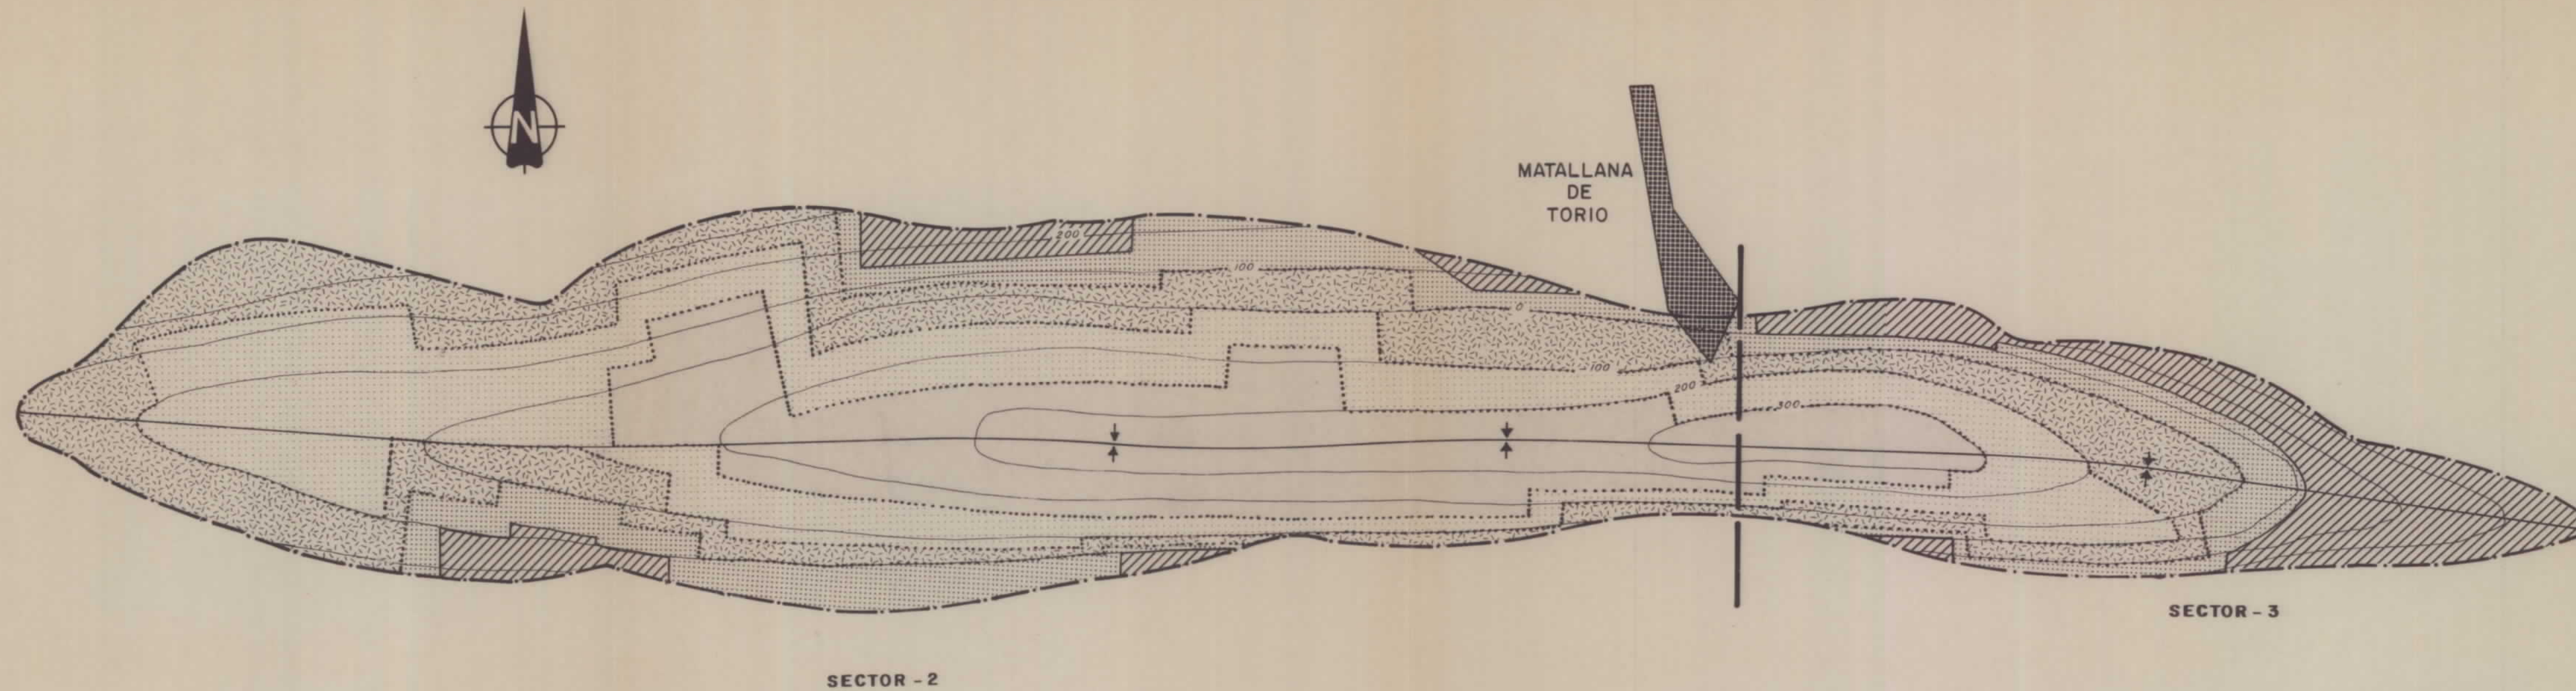 N
MATALLANA
DE
TORIO
200
100
0
-100
200
300
SECTOR - 3
SECTOR - 2